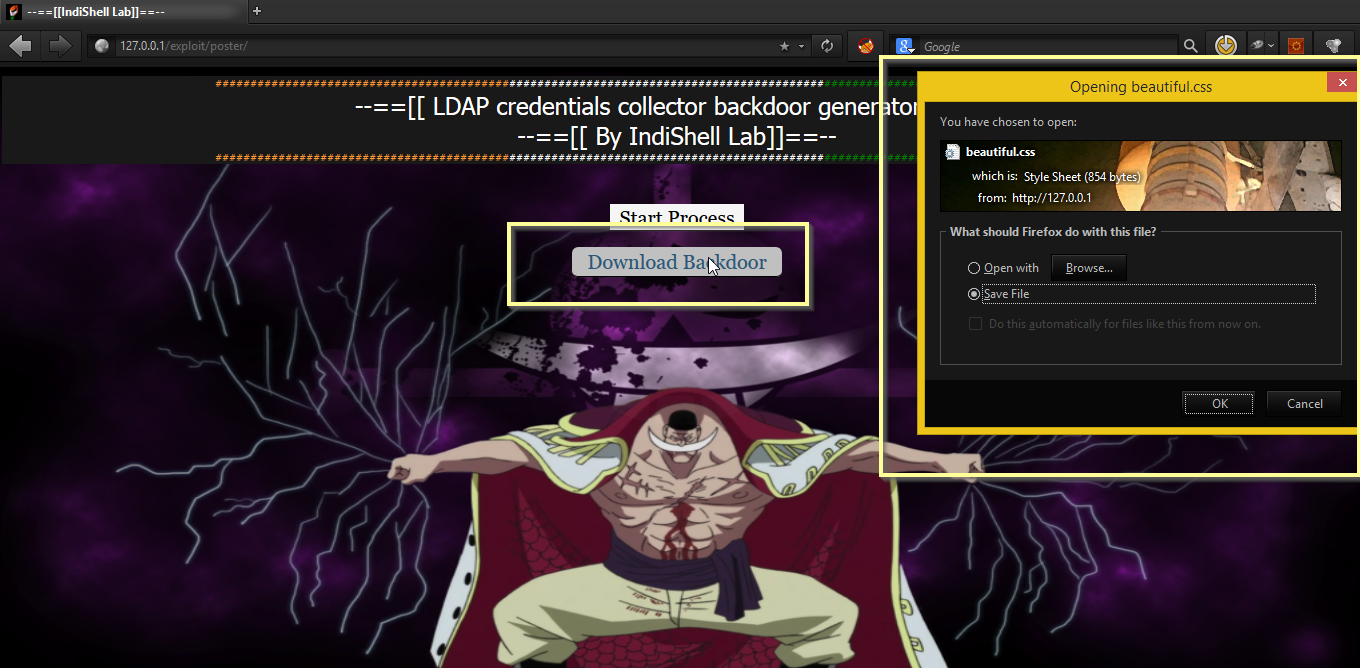 --==[[IndiShell Lab]]==--
127.0.0.1/exploit/poster/
Google
--==[[ LDAP credentials collector backdoor generator
--==[[ By IndiShell Lab]]==--
Start Process
Download Backdoor
Opening beautiful.css
You have chosen to open:
beautiful.css
which is: Style Sheet (854 bytes)
from: http://127.0.0.1
What should Firefox do with this file?
Open with
Browse...
Save File
Do this automatically for files like this from now on.
OK
Cancel